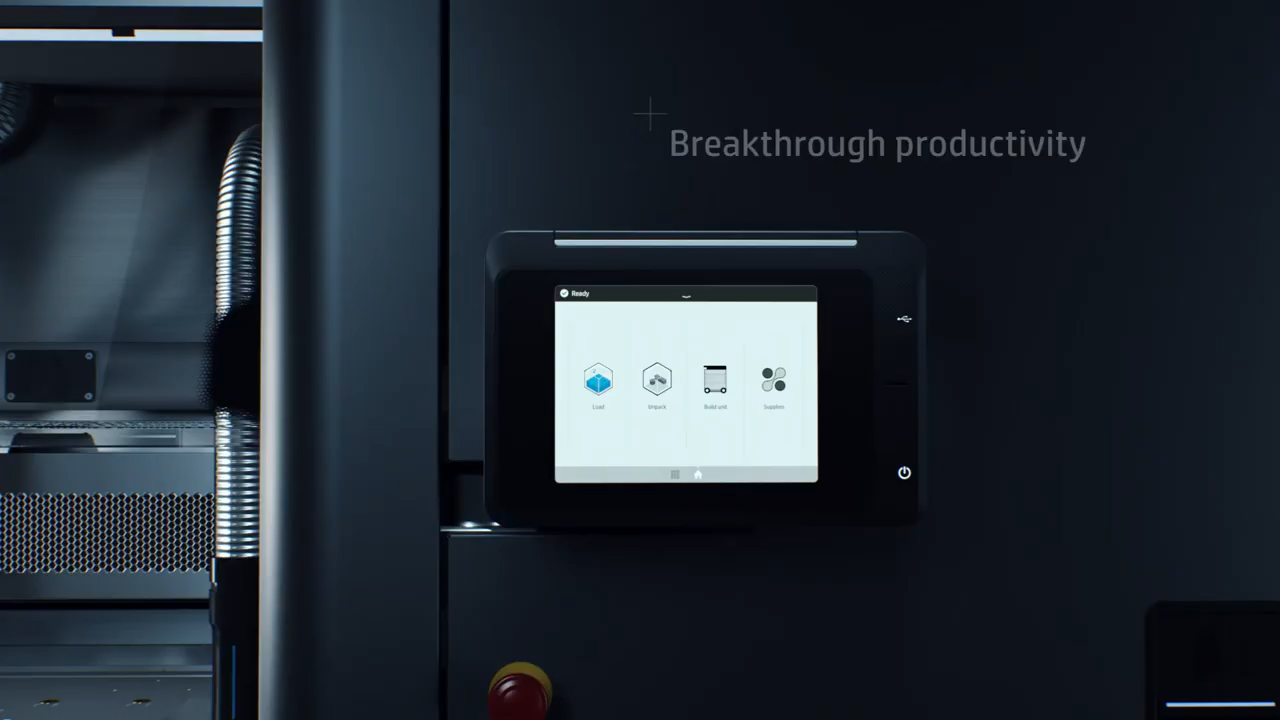 Breakthrough productivity
Ready
Load
Unpack
Build unit
Supplies